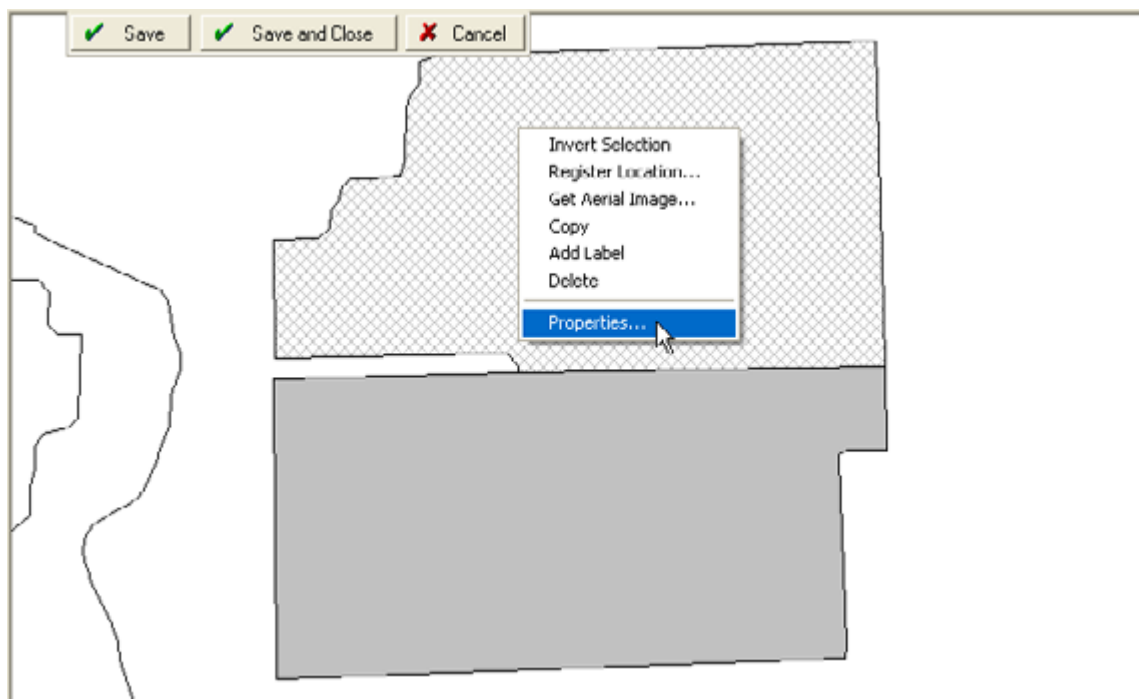 Save Save and Close Cancel
Invert Selection
Register Location...
Get Aerial Image...
Copy
Add Label
Delete
Properties...